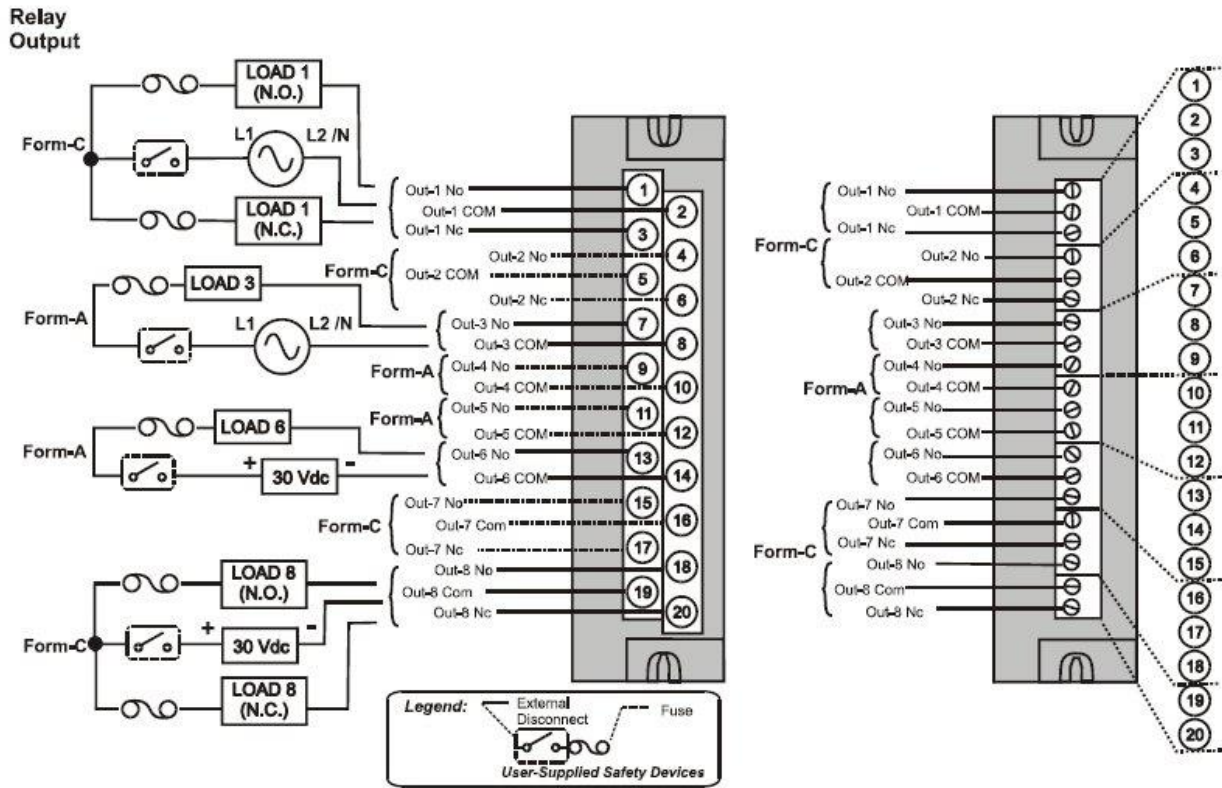 Relay
Output
LOAD 1
(N.O.)
Form-C
L1
L2 /N
LOAD 1
(N.C.)
LOAD 3
Form-A
L1
L2 /N
LOAD 6
Form-A
+
30 Vdc
-
LOAD 8
(N.O.)
Form-C
+
30 Vdc
-
LOAD 8
(N.C.)
Out-1 No
Out-1 COM
Out-1 Nc
Form-C
Out-2 No
Out-2 COM
Out-2 Nc
Out-3 No
Out-3 COM
Form-A
Out-4 No
Out-4 COM
Form-A
Out-5 No
Out-5 COM
Out-6 No
Out-6 COM
Form-C
Out-7 No
Out-7 Com
Out-7 Nc
Out-8 No
Out-8 Com
Out-8 Nc
1
2
3
4
5
6
7
8
9
10
11
12
13
14
15
16
17
18
19
20
Legend:
External
Disconnect
Fuse
User-Supplied Safety Devices
Out-1 No
Out-1 COM
Out-1 Nc
Form-C
Out-2 No
Out-2 COM
Out-2 Nc
Out-3 No
Out-3 COM
Out-4 No
Form-A
Out-4 COM
Out-5 No
Out-5 COM
Out-6 No
Out-6 COM
Out-7 No
Out-7 Com
Form-C
Out-7 Nc
Out-8 No
Out-8 Com
Out-8 Nc
1
2
3
4
5
6
7
8
9
10
11
12
13
14
15
16
17
18
19
20